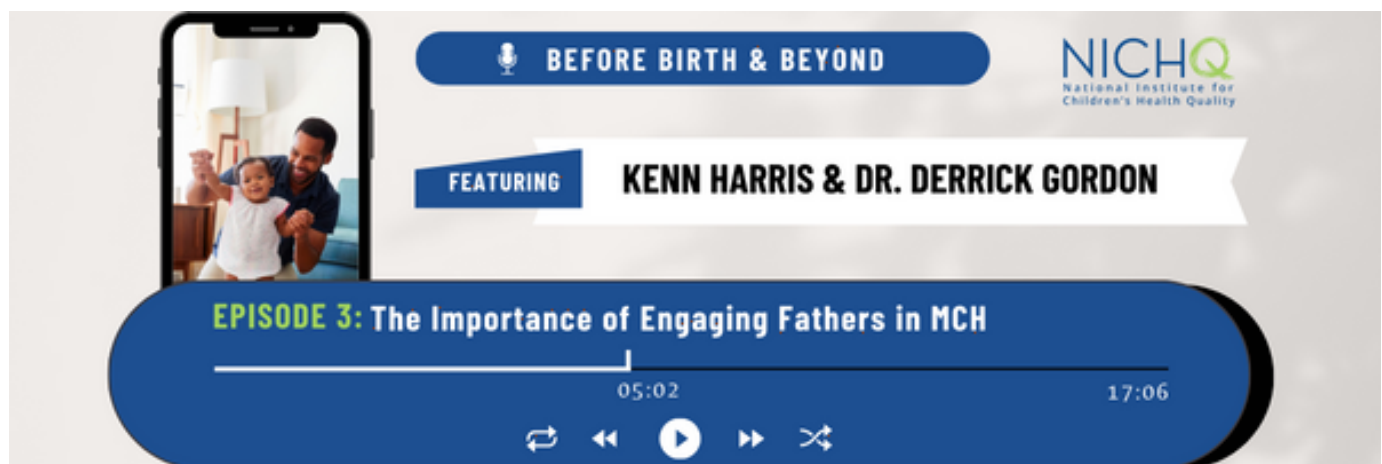 BEFORE BIRTH & BEYOND
NICHQ
National Institute for
Children's Health Quality
FEATURING
KENN HARRIS & DR. DERRICK GORDON
EPISODE 3: The Importance of Engaging Fathers in MCH
05:02
17:06